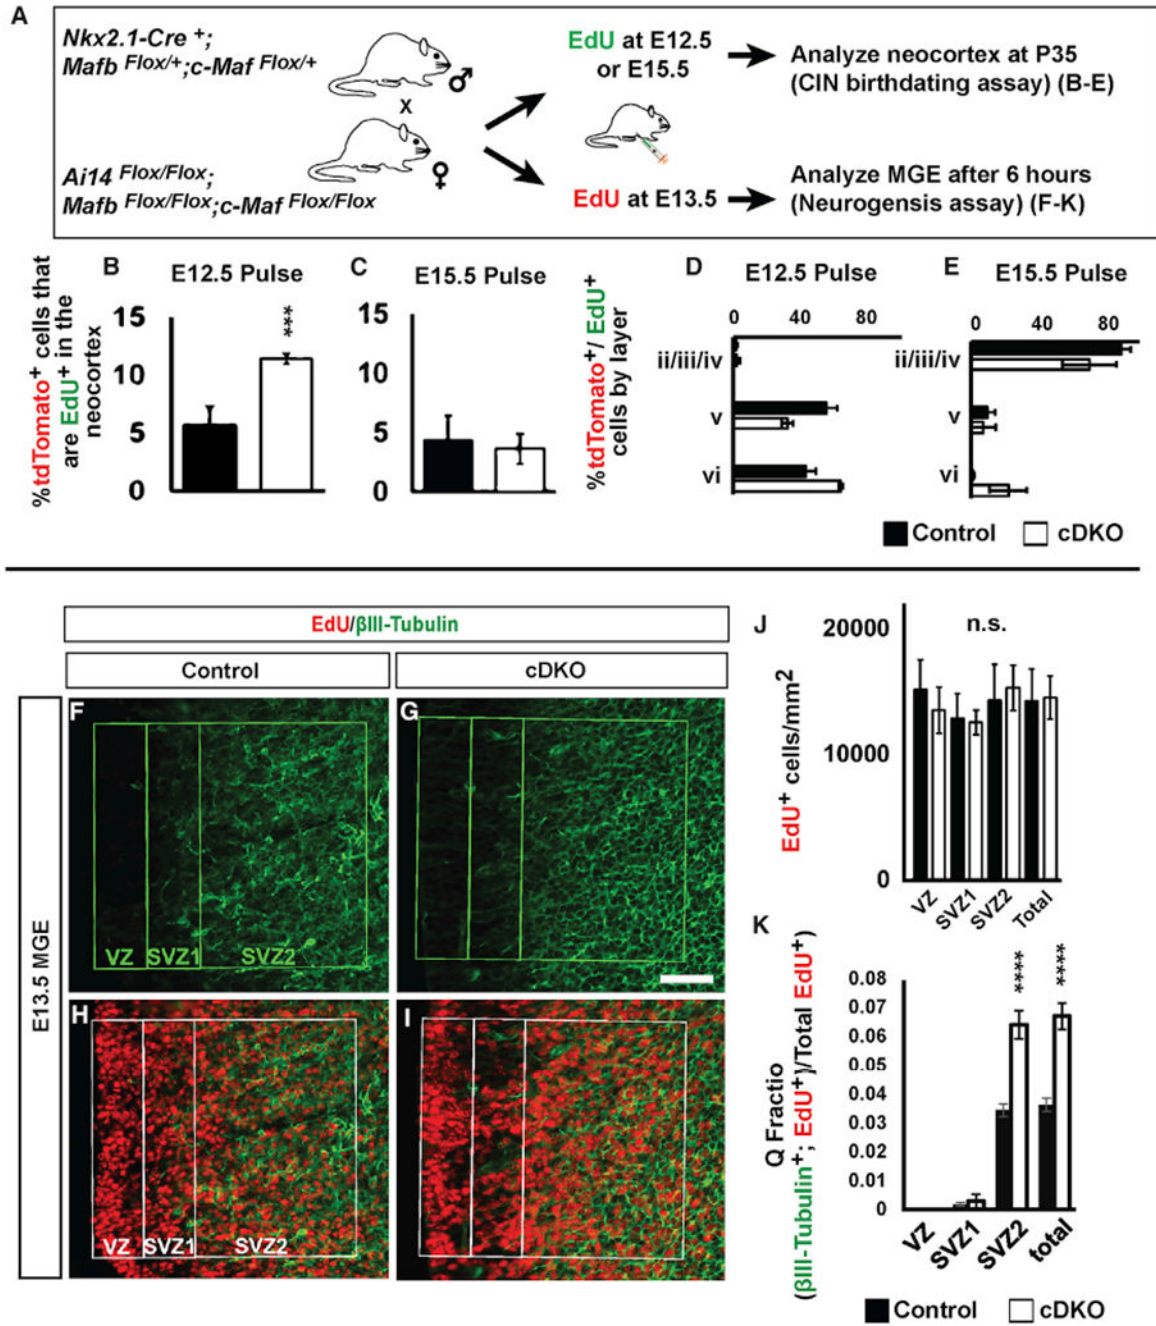 A
Nkx2.1-Cre +;
Mafb Flox/+;c-Maf Flox/+
♂
X
♀
Ai14 Flox/Flox;
Mafb Flox/Flox;c-Maf Flox/Flox
EdU at E12.5
or E15.5
Analyze neocortex at P35
(CIN birthdating assay) (B-E)
EdU at E13.5
Analyze MGE after 6 hours
(Neurogensis assay) (F-K)
B
E12.5 Pulse
%tdTomato+ cells that
are EdU+ in the
neocortex
15
10
5
0
***
C
E15.5 Pulse
15
10
5
0
%tdTomato+/ EdU+
cells by layer
D
E12.5 Pulse
0 40 80
ii/iii/iv
v
vi
E
E15.5 Pulse
0 40 80
ii/iii/iv
v
vi
Control cDKO
EdU/βIII-Tubulin
Control
cDKO
E13.5 MGE
F
VZ SVZ1 SVZ2
G
H
VZ SVZ1 SVZ2
I
J
n.s.
EdU+ cells/mm2
20000
10000
0
VZ
SVZ1
SVZ2
Total
K
Q Fractio
(βIII-Tubulin+; EdU+)/Total EdU+)
0.08
0.07
0.06
0.05
0.04
0.03
0.02
0.01
0
****
****
VZ
SVZ1
SVZ2
total
Control cDKO